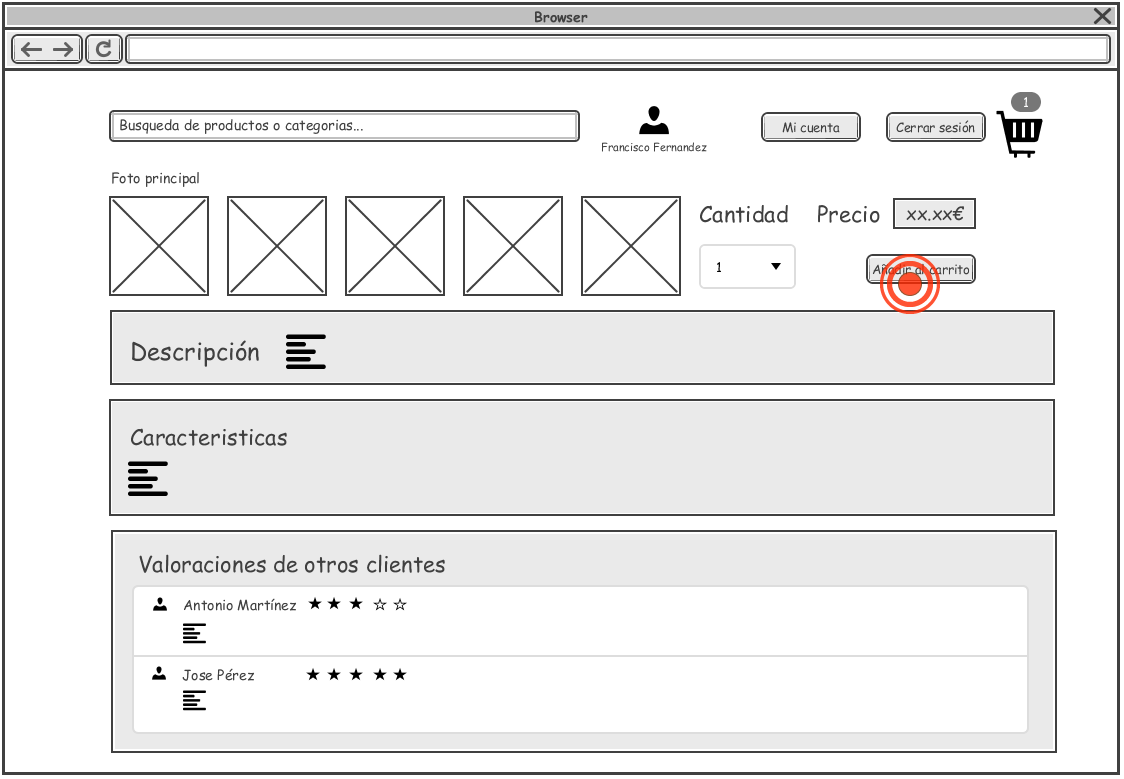 Browser
Busqueda de productos o categorias...
Francisco Fernandez
Mi cuenta
Cerrar sesión
1
Foto principal
Cantidad
Precio
xx.xx€
1
Añadir al carrito
Descripción
Caracteristicas
Valoraciones de otros clientes
Antonio Martínez
Jose Pérez